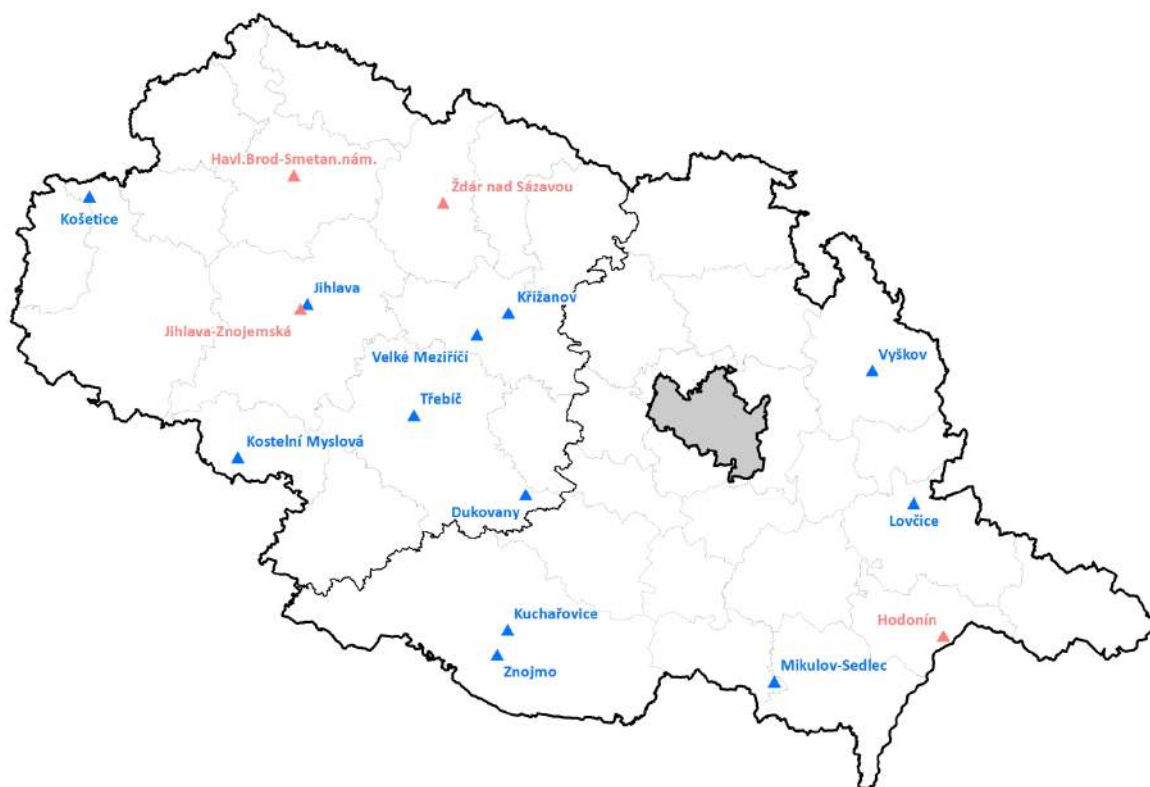 Havl.Brod-Smetan.nám.
Ždár nad Sázavou
Košetice
Jihlava
Křižanov
Jihlava-Znojemská
Velké Meziříčí
Vyškov
Třebíč
Kostelní Myslová
Dukovany
Lovčice
Kuchařovice
Hodonín
Znojmo
Mikulov-Sedlec